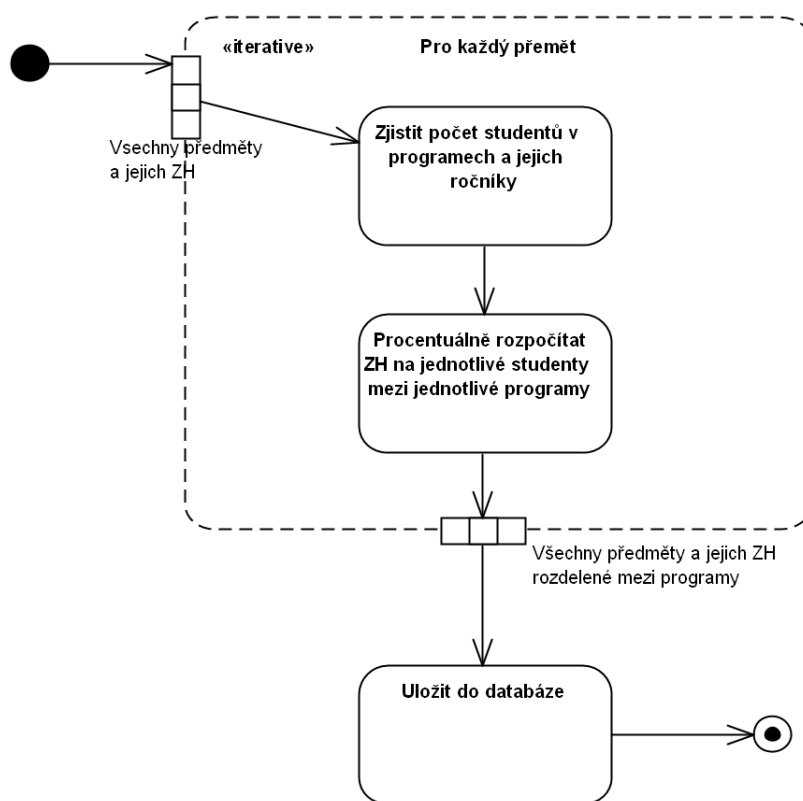 «iterative» Pro každý přemět
Zjistit počet studentů v
programech a jejich
ročníky
Vsechny předměty
a jejich ZH
Procentuálně rozpočítat
ZH na jednotlivé studenty
mezi jednotlivé programy
Všechny předměty a jejich ZH
rozdelené mezi programy
Uložit do databáze